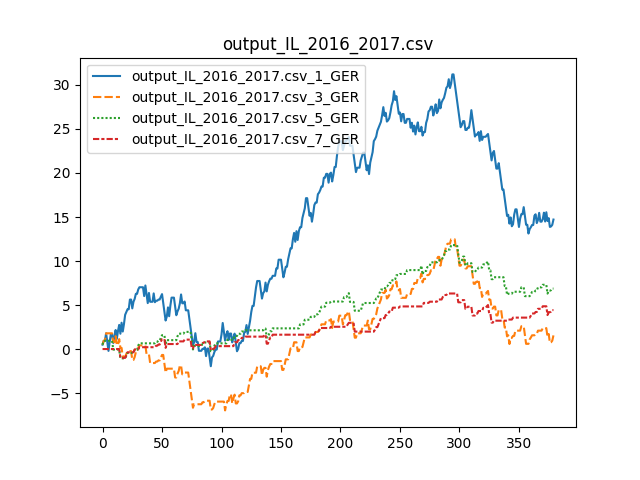 output_IL_2016_2017.csv
output_IL_2016_2017.csv_1_GER
output_IL_2016_2017.csv_3_GER
output_IL_2016_2017.csv_5_GER
output_IL_2016_2017.csv_7_GER
30
25
20
15
10
5
0
−5
0 50 100 150 200 250 300 350